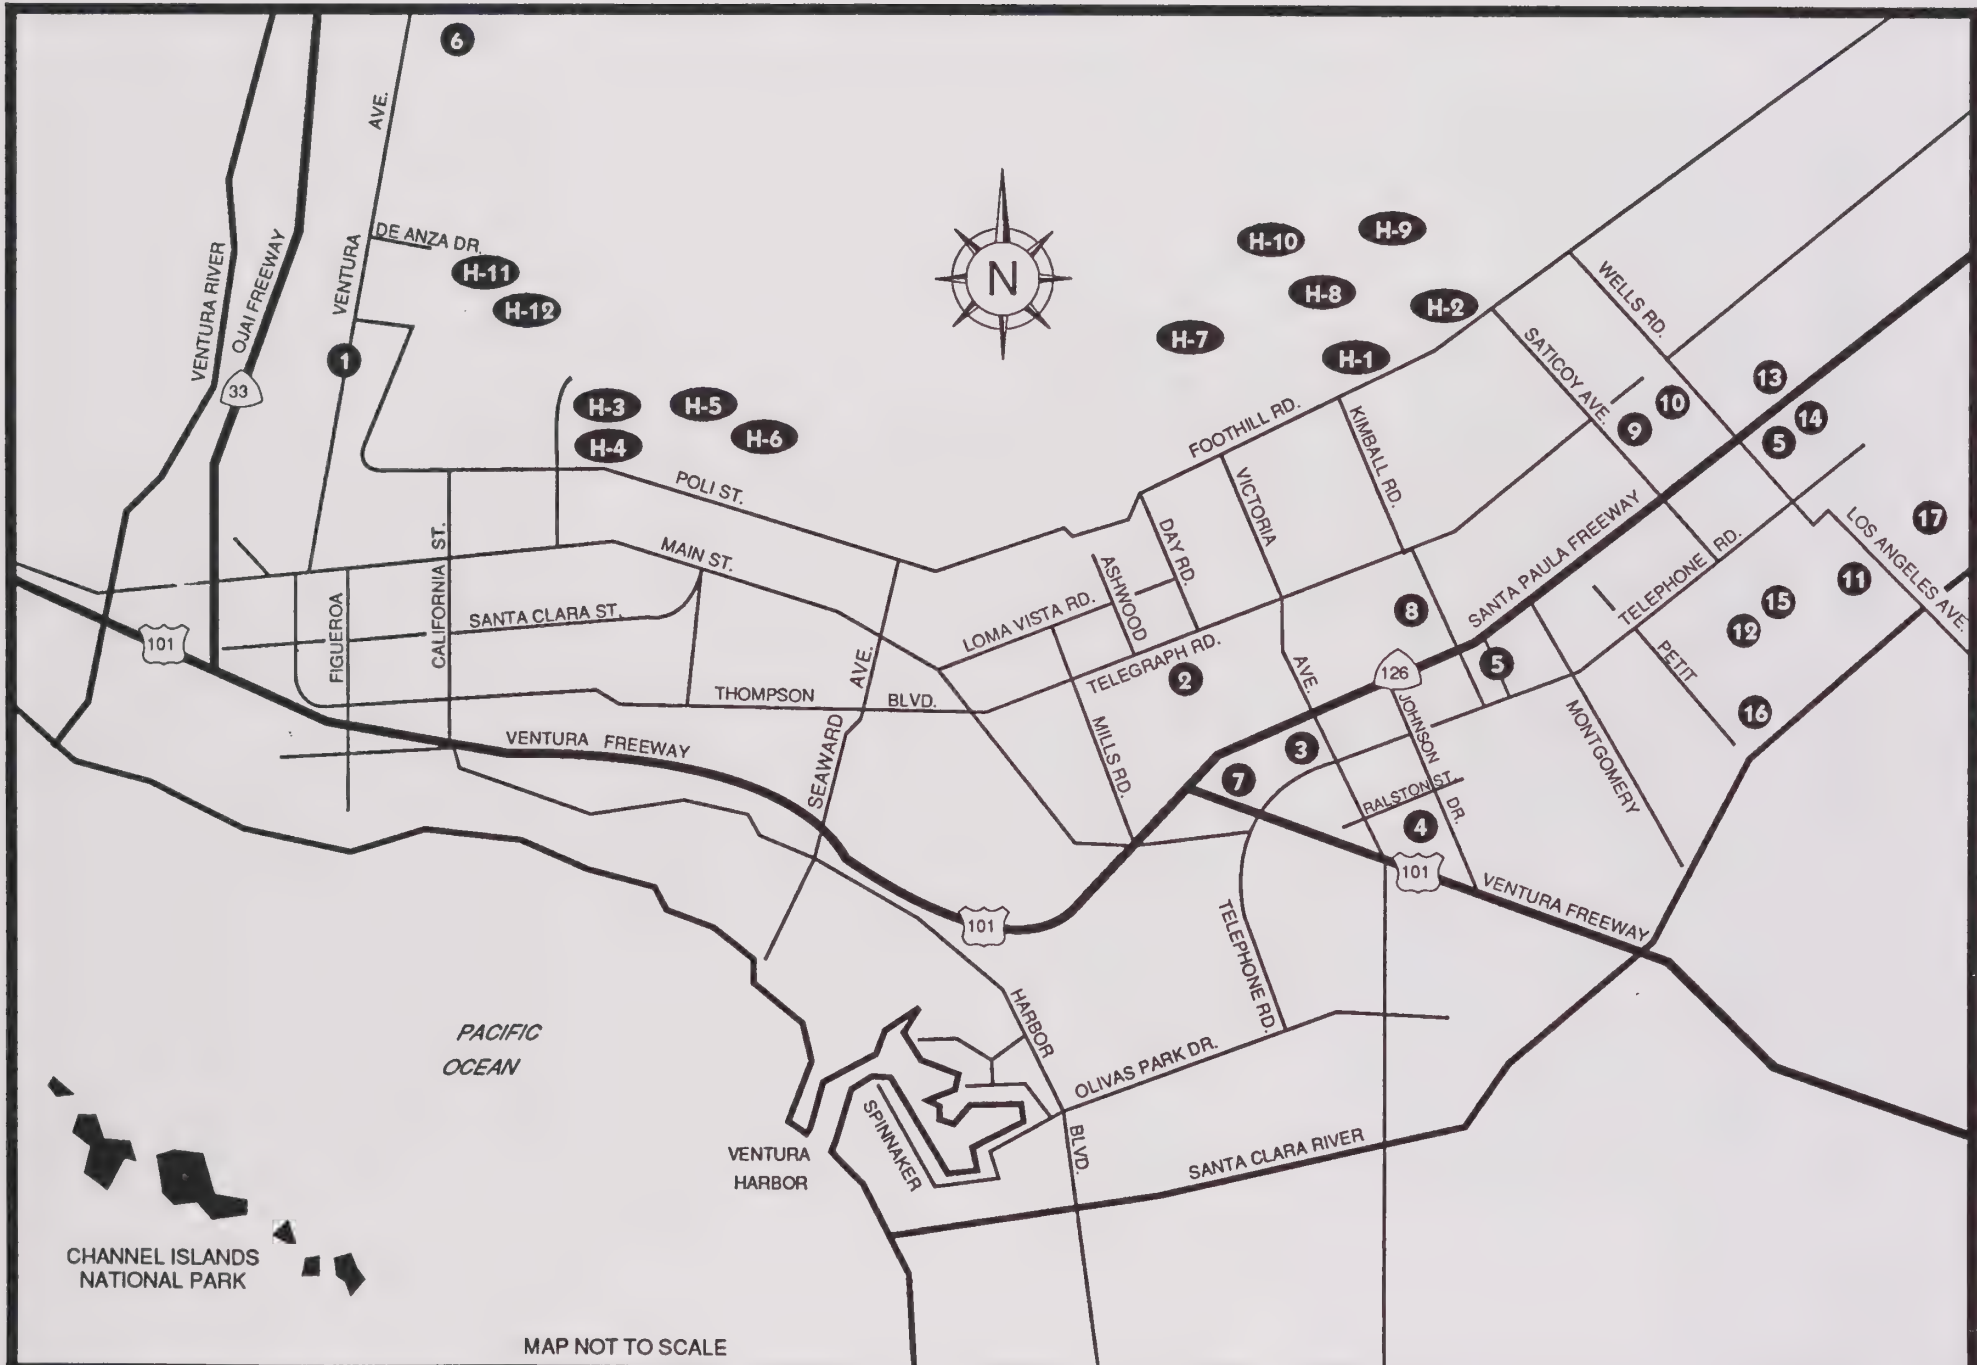 6
AVE.
DE ANZA DR.
VENTURA
H-11
H-12
VENTURA RIVER
OJAI FREEWAY
33
1
N
H-10
H-9
H-8
H-2
H-7
H-1
WELLS RD.
SATICOY AVE.
13
10
14
9
5
H-3
H-5
H-4
H-6
FOOTHILL RD.
KIMBALL RD.
POLI ST.
VICTORIA
17
LOS ANGELES AVE.
CALIFORNIA ST.
MAIN ST.
DAY RD.
ASHWOOD
SANTA PAULA FREEWAY
TELEPHONE RD.
11
15
12
FIGUEROA
SANTA CLARA ST.
LOMA VISTA RD.
8
101
AVE.
TELEGRAPH RD.
2
AVE.
126
5
PETIT
16
THOMPSON BLVD.
JOHNSON
MONTGOMERY
VENTURA FREEWAY
SEAWARD
MILLS RD.
3
7
RALSTON ST.
DR.
4
101
VENTURA FREEWAY
101
TELEPHONE RD.
HARBOR
PACIFIC
OCEAN
OLIVAS PARK DR.
SPINNAKER
BLVD.
VENTURA
HARBOR
SANTA CLARA RIVER
CHANNEL ISLANDS
NATIONAL PARK
MAP NOT TO SCALE